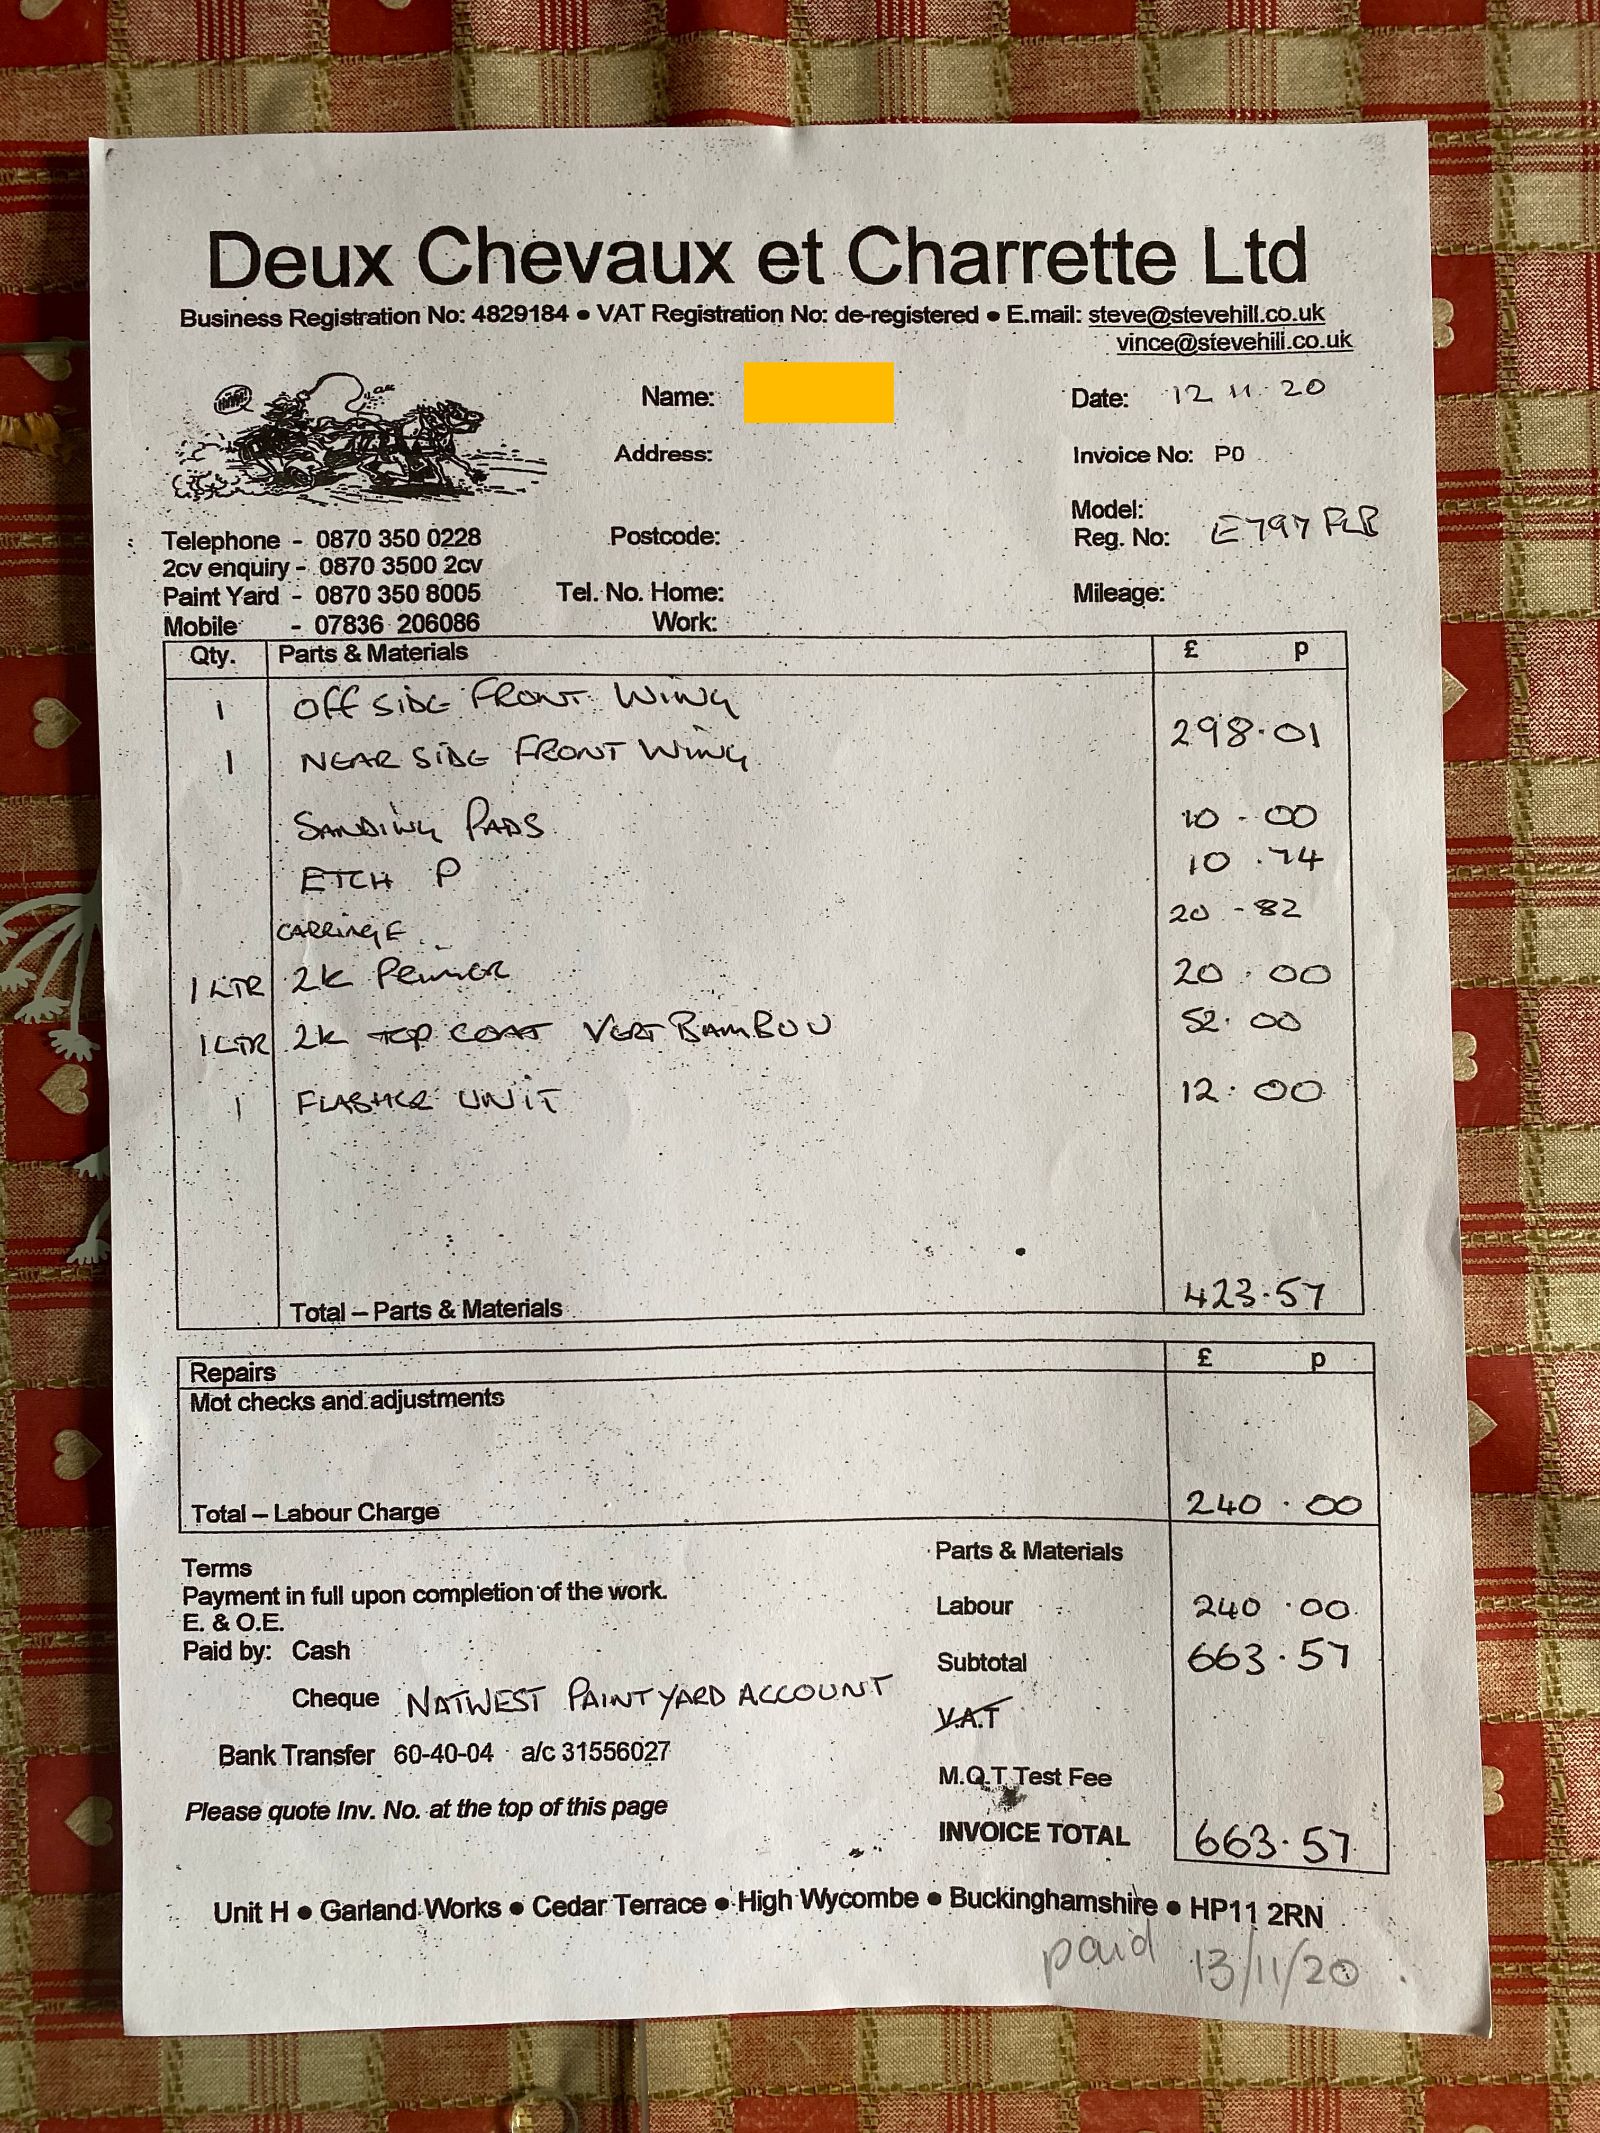 Deux Chevaux et Charrette Ltd
Business Registration No: 4829184 ● VAT Registration No: de-registered ● E.mail: steve@stevehill.co.uk
vince@stevehill.co.uk
Name:
Date: 12 11 20
Address:
Invoice No: P0
Model:
Postcode:
Reg. No: E797 PLB
Tel. No. Home:
Mileage:
Work:
Telephone - 0870 350 0228
2cv enquiry - 0870 3500 2cv
Paint Yard - 0870 350 8005
Mobile - 07836 206086
Qty. Parts & Materials £ p
1 OFF SIDE FRONT WING
298.01
1 NEAR SIDE FRONT WING
SANDING PADS 10-00
ETCH P 10.74
CARRIAGE 20-82
1 LTR 2K PRIMER 20.00
1 LTR 2K TOP COAT VERT BAMBOU 52.00
1 FLASHER UNIT 12.00
Total – Parts & Materials 423.57
Repairs £ p
Mot checks and adjustments
Total – Labour Charge 240.00
Terms
Payment in full upon completion of the work.
E. & O.E.
Paid by: Cash
Cheque NATWEST PAINTYARD ACCOUNT
Bank Transfer 60-40-04 a/c 31556027
Please quote Inv. No. at the top of this page
Parts & Materials
Labour 240.00
Subtotal 663.57
V.A.T
M.O.T Test Fee
INVOICE TOTAL 663.57
Unit H ● Garland Works ● Cedar Terrace ● High Wycombe ● Buckinghamshire ● HP11 2RN
paid 13/11/20